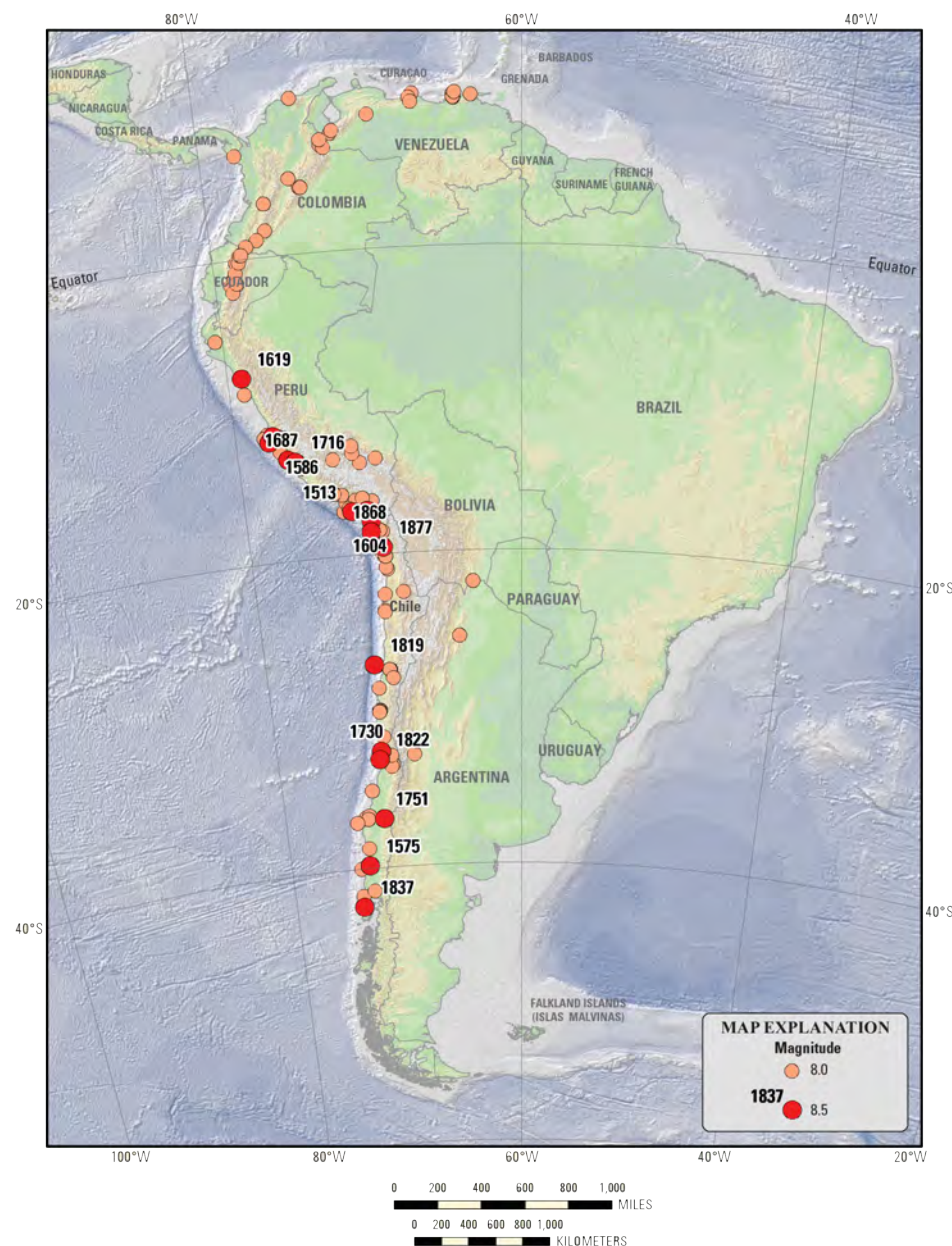 80°W
60°W
40°W
BARBADOS
CURACAO
GRENADA
HONDURAS
NICARAGUA
COSTA RICA
PANAMA
VENEZUELA
GUYANA
FRENCH
GUIANA
SURINAME
COLOMBIA
Equator
Equator
ECUADOR
1619
PERU
BRAZIL
1687
1716
1586
1513
BOLIVIA
1868
1877
1604
20°S
20°S
PARAGUAY
Chile
1819
1730
1822
URUGUAY
ARGENTINA
1751
1575
1837
40°S
40°S
FALKLAND ISLANDS
(ISLAS MALVINAS)
MAP EXPLANATION
Magnitude
8.0
1837
8.5
100°W
80°W
60°W
40°W
20°W
0 200 400 600 800 1,000
MILES
0 200 400 600 800 1,000
KILOMETERS